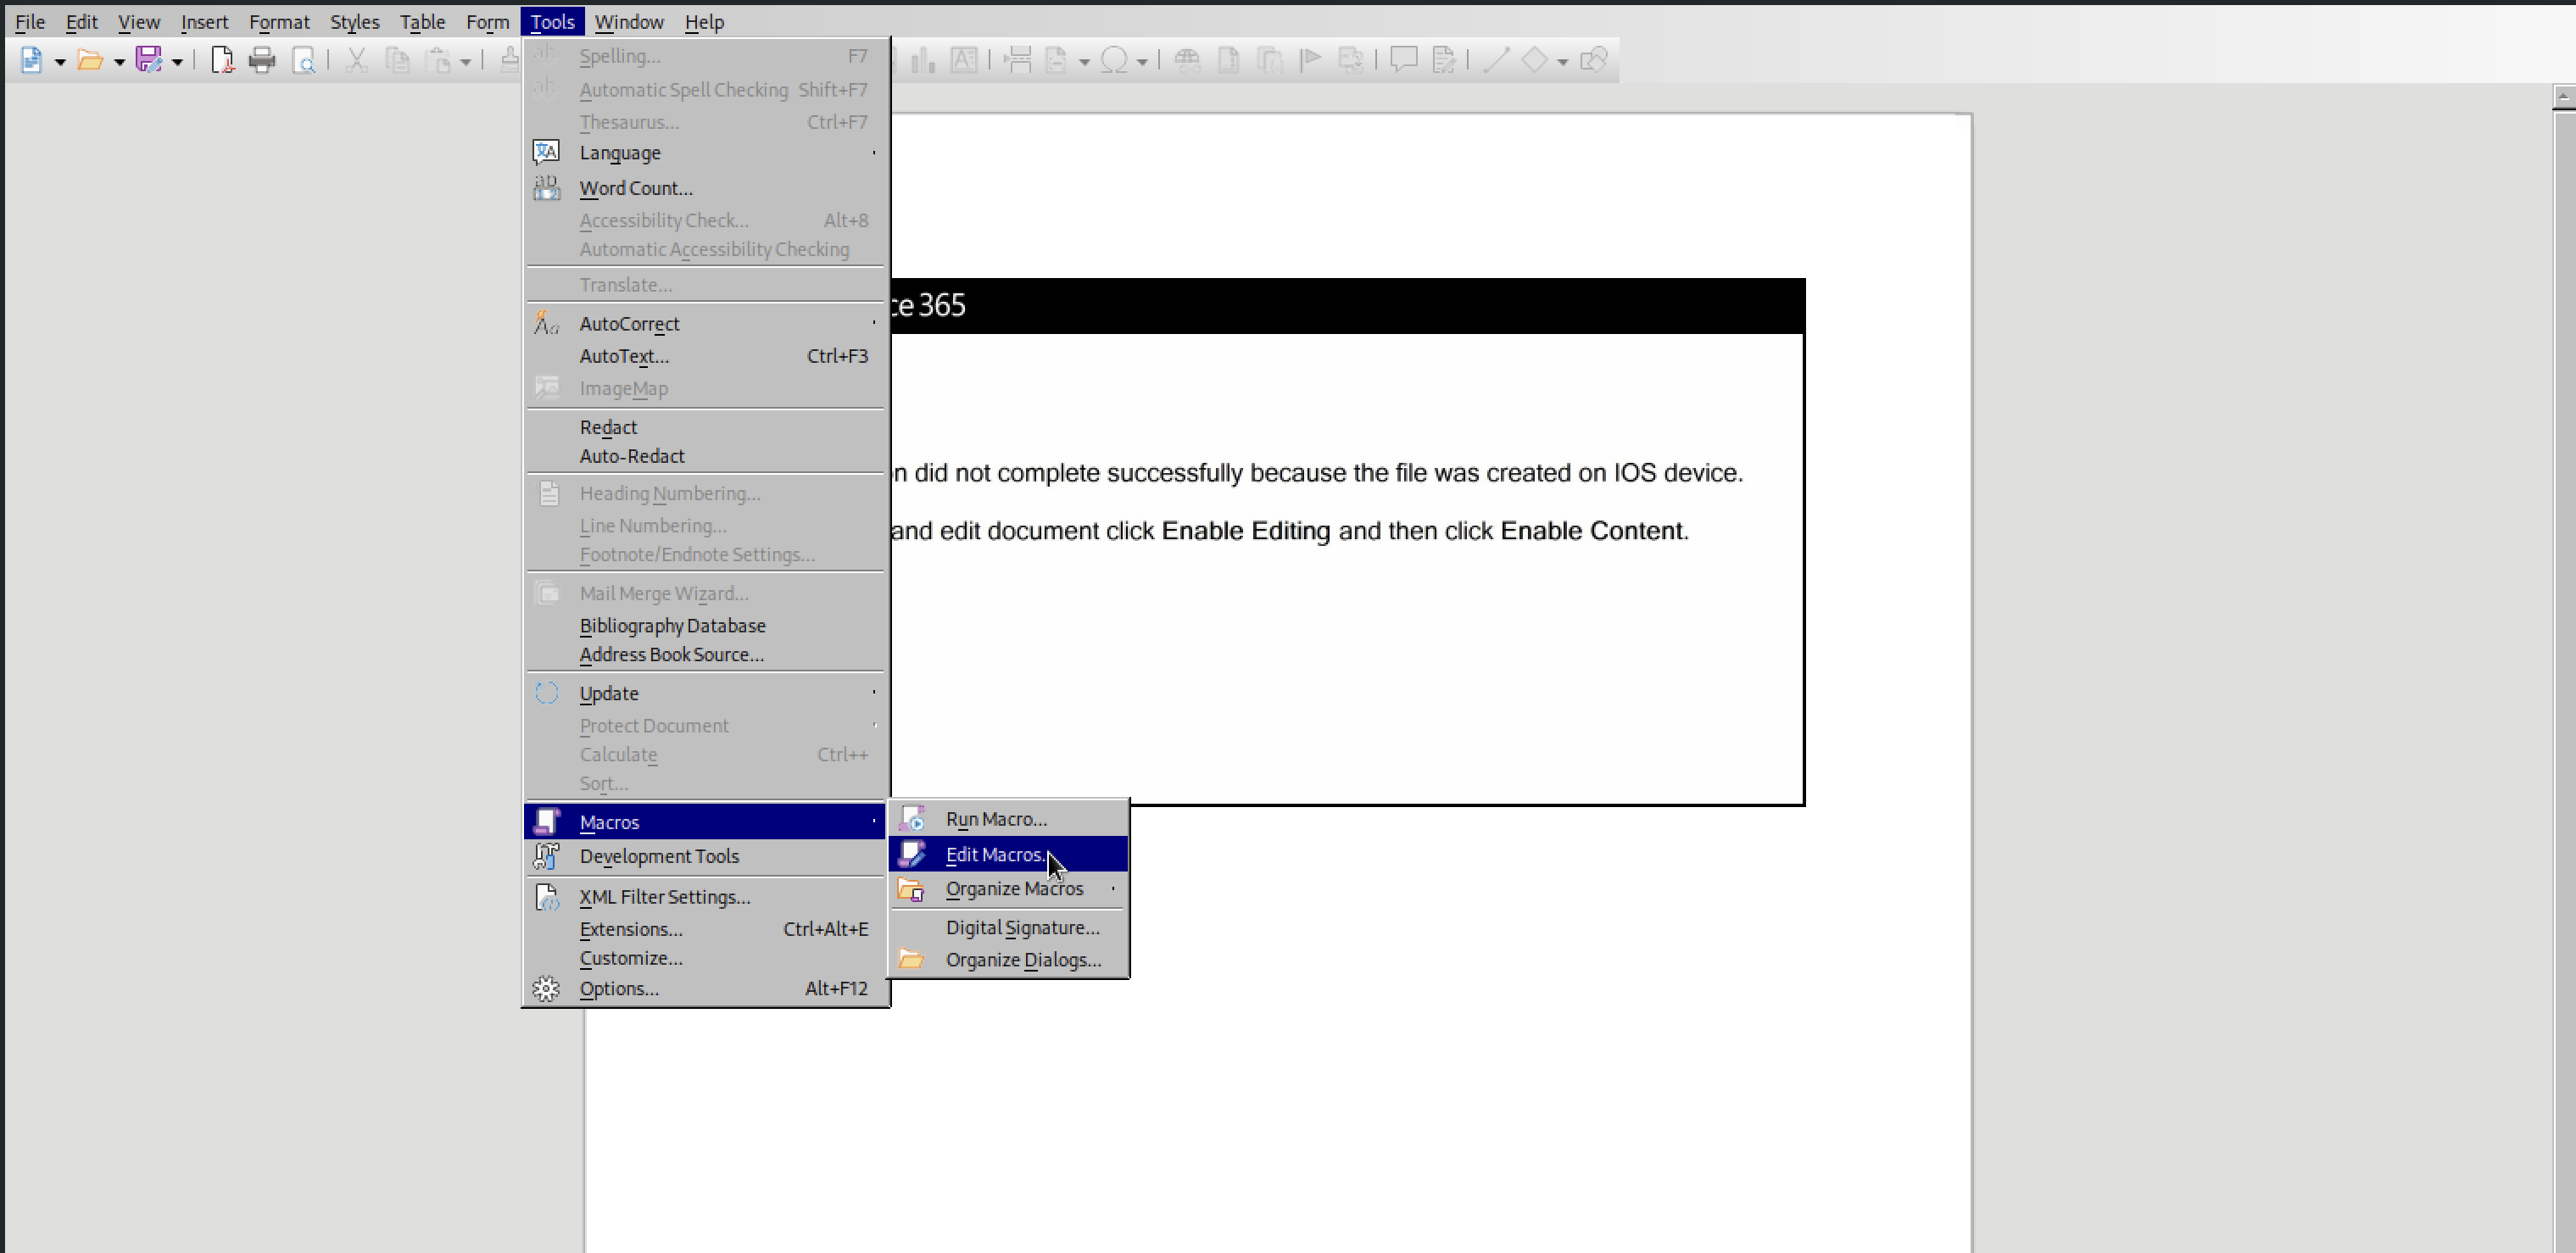 File Edit View Insert Format Styles Table Form Tools Window Help
Spelling... F7
Automatic Spell Checking Shift+F7
Thesaurus... Ctrl+F7
Language
Word Count...
Accessibility Check... Alt+8
Automatic Accessibility Checking
Translate...
AutoCorrect
AutoText... Ctrl+F3
ImageMap
Redact
Auto-Redact
Heading Numbering...
Line Numbering...
Footnote/Endnote Settings...
Mail Merge Wizard...
Bibliography Database
Address Book Source...
Update
Protect Document
Calculate Ctrl++
Sort...
Macros
Development Tools
XML Filter Settings...
Extensions... Ctrl+Alt+E
Customize...
Options... Alt+F12
Run Macro...
Edit Macros..
Organize Macros
Digital Signature...
Organize Dialogs...
365
did not complete successfully because the file was created on IOS device.
and edit document click Enable Editing and then click Enable Content.